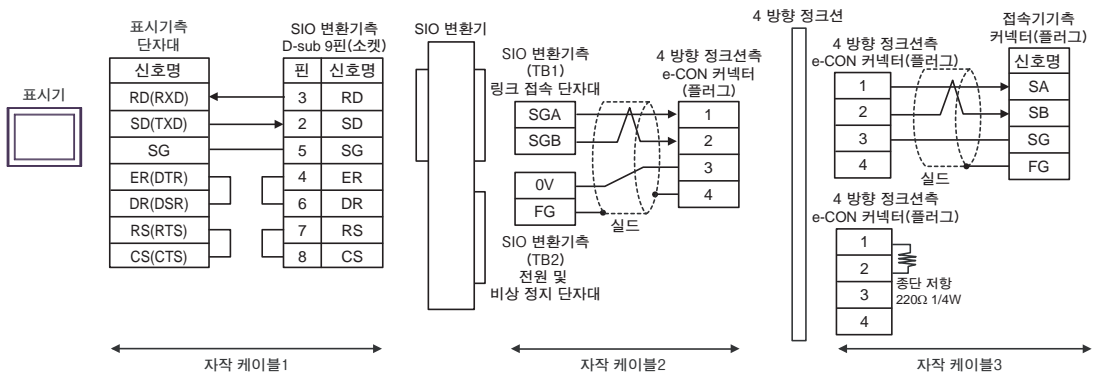 표시기
표시기측
단자대
신호명
RD(RXD)
SD(TXD)
SG
ER(DTR)
DR(DSR)
RS(RTS)
CS(CTS)
SIO 변환기측
D-sub 9핀(소켓)
핀 신호명
3 RD
2 SD
5 SG
4 ER
6 DR
7 RS
8 CS
자작 케이블1
SIO 변환기
SIO 변환기측
(TB1)
링크 접속 단자대
SGA
SGB
0V
FG
SIO 변환기측
(TB2)
전원 및
비상 정지 단자대
실드
4 방향 정크션측
e-CON 커넥터
(플러그)
1
2
3
4
자작 케이블2
4 방향 정크션
4 방향 정크션측
e-CON 커넥터(플러그)
1
2
3
4
실드
접속기기측
커넥터(플러그)
신호명
SA
SB
SG
FG
4 방향 정크션측
e-CON 커넥터(플러그)
1
2
3
4
종단 저항
220Ω 1/4W
자작 케이블3